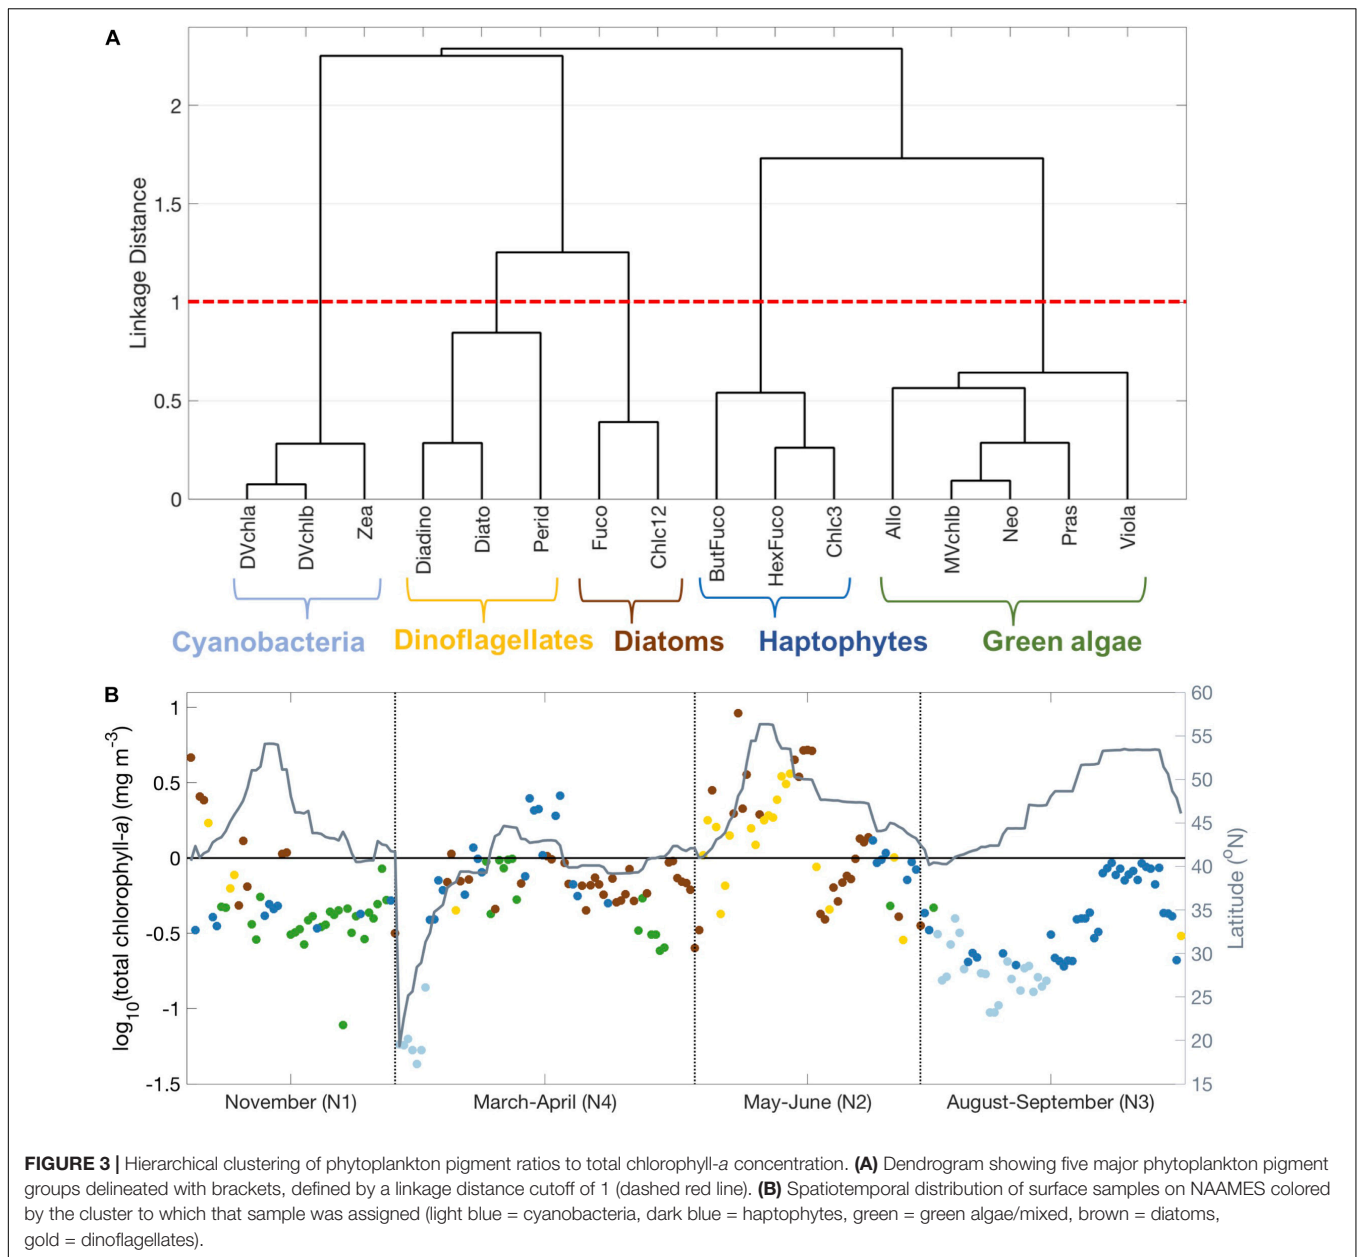 A
Linkage Distance
2
1.5
1
0.5
0
DVchla
DVchlb
Zea
Diadino
Diato
Perid
Fuco
Chlc12
ButFuco
HexFuco
Chlc3
Allo
MVchlb
Neo
Pras
Viola
Cyanobacteria
Dinoflagellates
Diatoms
Haptophytes
Green algae
B
log10(total chlorophyll-a) (mg m-3)
1
0.5
0
-0.5
-1
-1.5
60
55
50
45
40
35
30
25
20
15
Latitude (°N)
November (N1)
March-April (N4)
May-June (N2)
August-September (N3)
FIGURE 3 | Hierarchical clustering of phytoplankton pigment ratios to total chlorophyll-a concentration. (A) Dendrogram showing five major phytoplankton pigment
groups delineated with brackets, defined by a linkage distance cutoff of 1 (dashed red line). (B) Spatiotemporal distribution of surface samples on NAAMES colored
by the cluster to which that sample was assigned (light blue = cyanobacteria, dark blue = haptophytes, green = green algae/mixed, brown = diatoms,
gold = dinoflagellates).